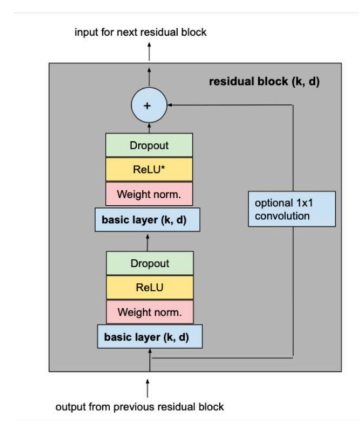 input for next residual block
residual block (k, d)
+
Dropout
ReLU*
Weight norm.
basic layer (k, d)
optional 1x1
convolution
Dropout
ReLU
Weight norm.
basic layer (k, d)
output from previous residual block